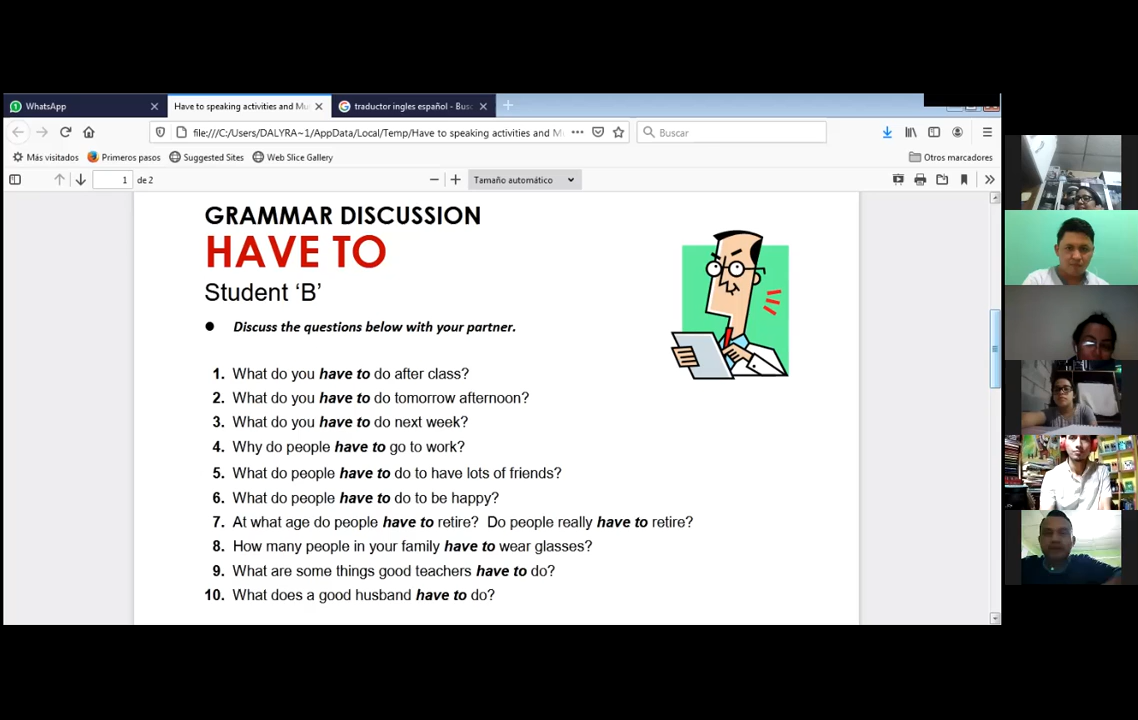 WhatsApp
Have to speaking activities and Mu
traductor ingles español - Busc
file:///C:/Users/DALYRA~1/AppData/Local/Temp/Have to speaking activities and M
Buscar
Más visitados
Primeros pasos
Suggested Sites
Web Slice Gallery
Otros marcadores
1 de 2
Tamaño automático
GRAMMAR DISCUSSION
HAVE TO
Student ‘B’
● Discuss the questions below with your partner.
1. What do you have to do after class?
2. What do you have to do tomorrow afternoon?
3. What do you have to do next week?
4. Why do people have to go to work?
5. What do people have to do to have lots of friends?
6. What do people have to do to be happy?
7. At what age do people have to retire? Do people really have to retire?
8. How many people in your family have to wear glasses?
9. What are some things good teachers have to do?
10. What does a good husband have to do?